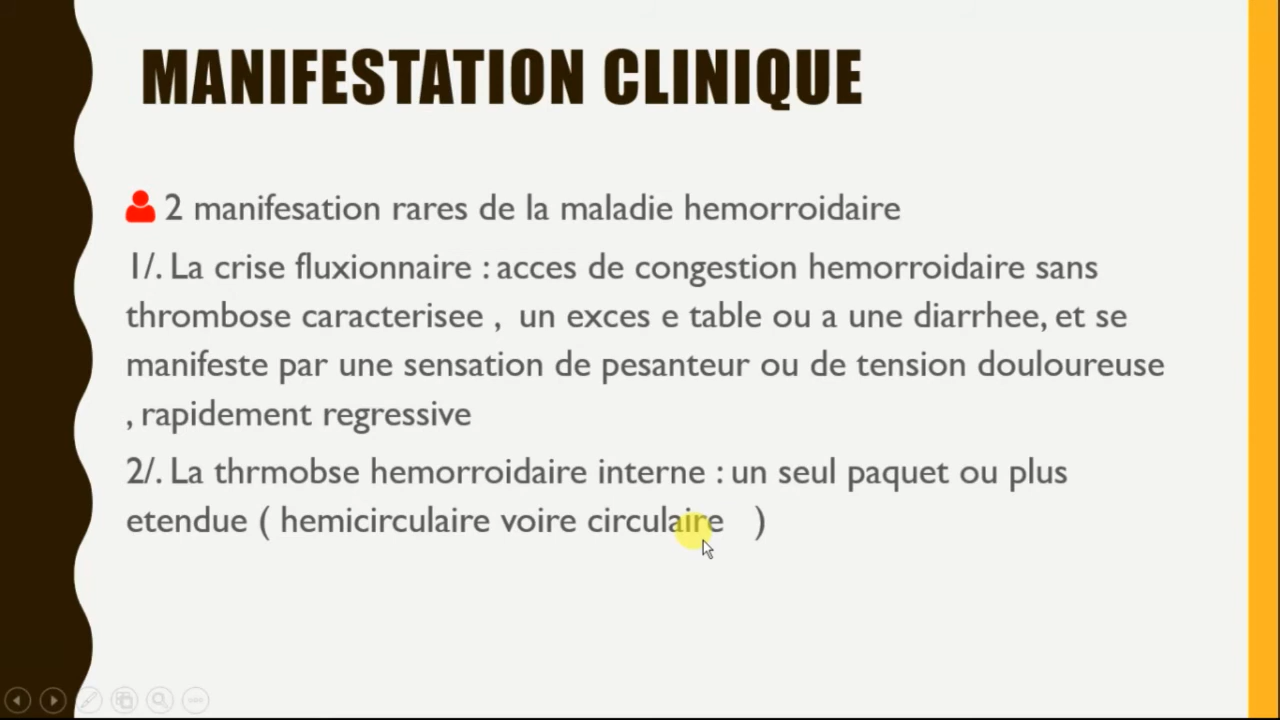 MANIFESTATION CLINIQUE
2 manifesation rares de la maladie hemorroidaire
1/. La crise fluxionnaire : acces de congestion hemorroidaire sans
thrombose caracterisee , un exces e table ou a une diarrhee, et se
manifeste par une sensation de pesanteur ou de tension douloureuse
, rapidement regressive
2/. La thrmobse hemorroidaire interne : un seul paquet ou plus
etendue ( hemicirculaire voire circulaire )